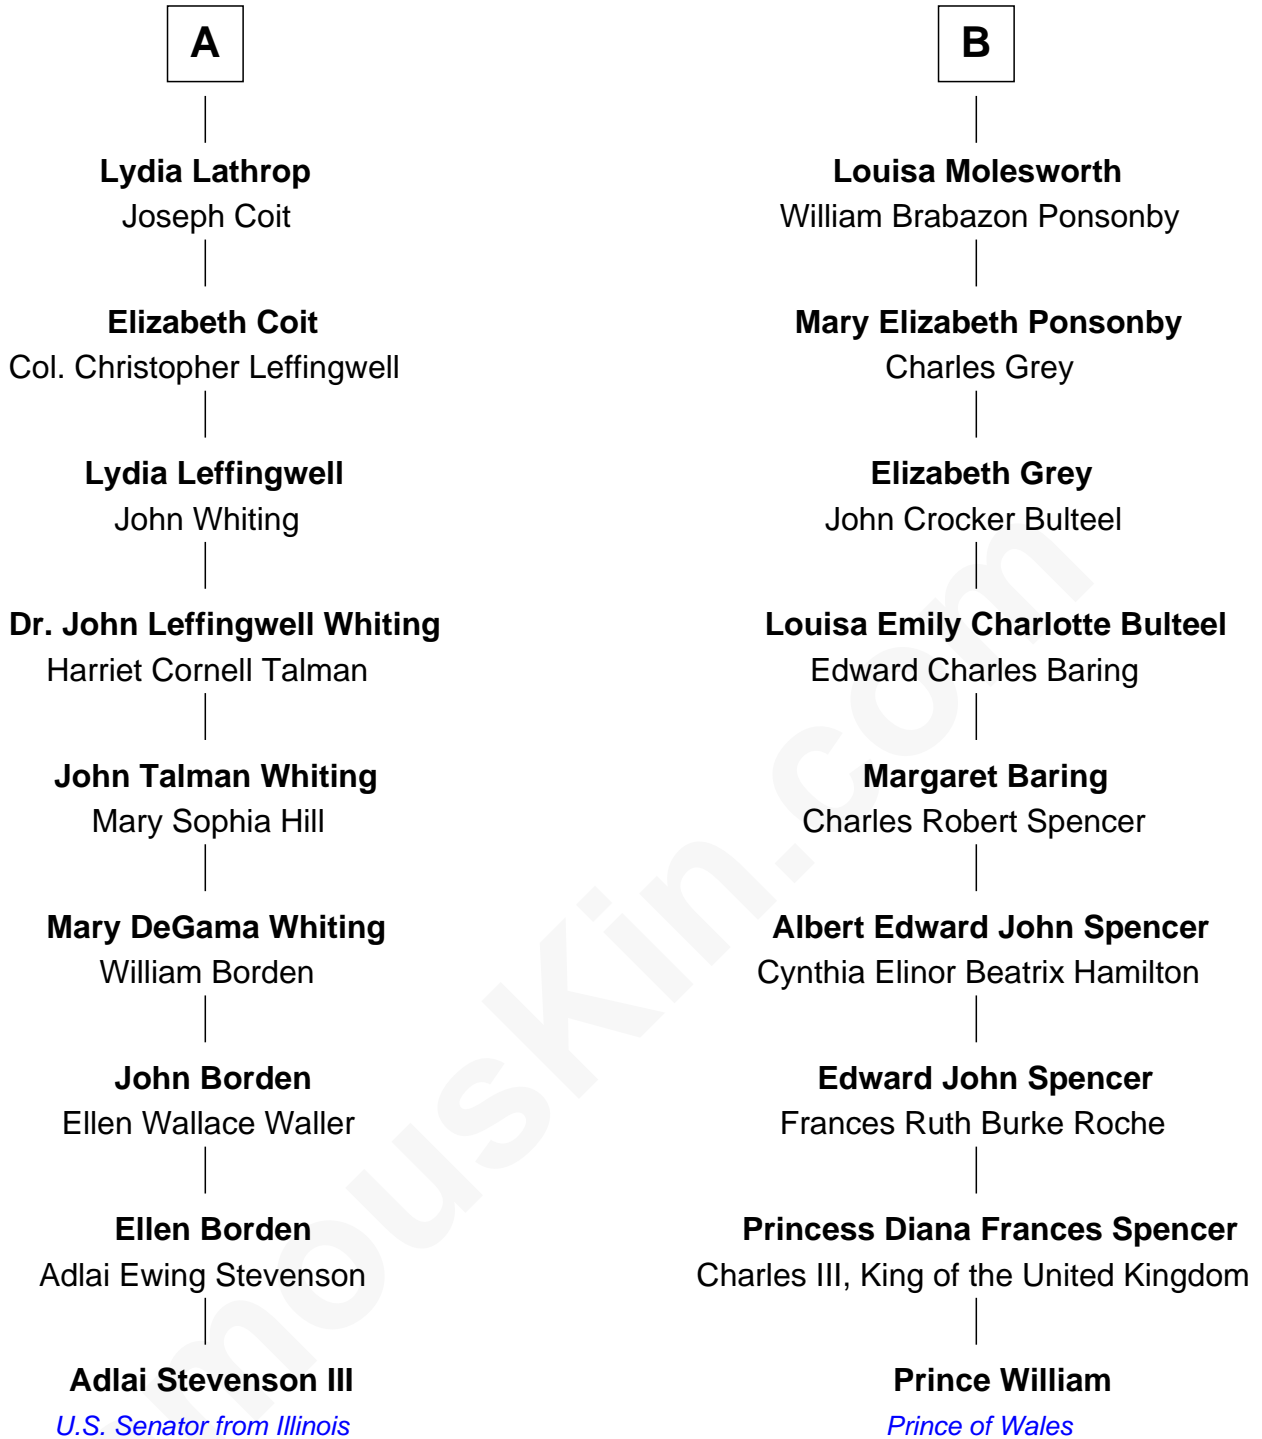 A
Lydia Lathrop
Joseph Coit
Elizabeth Coit
Col. Christopher Leffingwell
Lydia Leffingwell
John Whiting
Dr. John Leffingwell Whiting
Harriet Cornell Talman
John Talman Whiting
Mary Sophia Hill
Mary DeGama Whiting
William Borden
John Borden
Ellen Wallace Waller
Ellen Borden
Adlai Ewing Stevenson
Adlai Stevenson III
U.S. Senator from Illinois
B
Louisa Molesworth
William Brabazon Ponsonby
Mary Elizabeth Ponsonby
Charles Grey
Elizabeth Grey
John Crocker Bulteel
Louisa Emily Charlotte Bulteel
Edward Charles Baring
Margaret Baring
Charles Robert Spencer
Albert Edward John Spencer
Cynthia Elinor Beatrix Hamilton
Edward John Spencer
Frances Ruth Burke Roche
Princess Diana Frances Spencer
Charles III, King of the United Kingdom
Prince William
Prince of Wales
mousKin.com